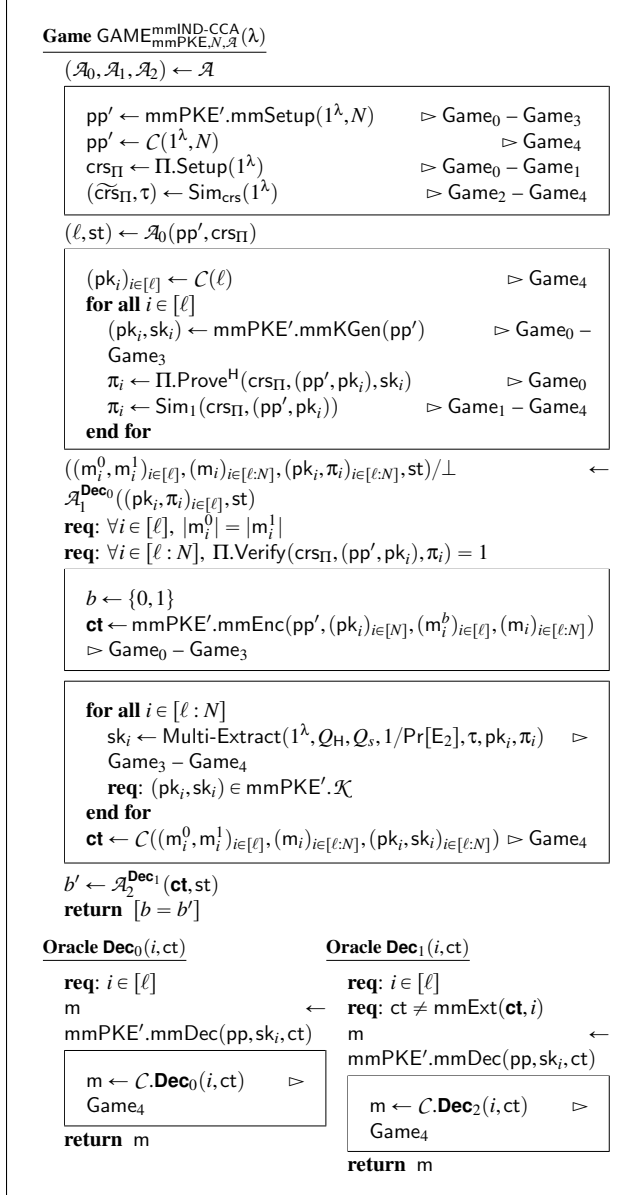 Game GAME^{mmIND-CCA}_{mmPKE,N,𝒜}(λ)
(𝒜₀, 𝒜₁, 𝒜₂) ← 𝒜
pp′ ← mmPKE′.mmSetup(1^λ, N) ▷ Game₀ – Game₃
pp′ ← 𝒞(1^λ, N) ▷ Game₄
crs_Π ← Π.Setup(1^λ) ▷ Game₀ – Game₁
(c͠rs_Π, τ) ← Sim_crs(1^λ) ▷ Game₂ – Game₄
(ℓ, st) ← 𝒜₀(pp′, crs_Π)
(pk_i)_{i∈[ℓ]} ← 𝒞(ℓ) ▷ Game₄
for all i ∈ [ℓ]
(pk_i, sk_i) ← mmPKE′.mmKGen(pp′) ▷ Game₀ –
Game₃
π_i ← Π.Prove^H(crs_Π, (pp′, pk_i), sk_i) ▷ Game₀
π_i ← Sim₁(crs_Π, (pp′, pk_i)) ▷ Game₁ – Game₄
end for
((m_i^0, m_i^1)_{i∈[ℓ]}, (m_i)_{i∈[ℓ:N]}, (pk_i, π_i)_{i∈[ℓ:N]}, st)/⊥ ←
𝒜₁^{Dec₀}((pk_i, π_i)_{i∈[ℓ]}, st)
req: ∀i ∈ [ℓ], |m_i^0| = |m_i^1|
req: ∀i ∈ [ℓ : N], Π.Verify(crs_Π, (pp′, pk_i), π_i) = 1
b ← {0, 1}
ct ← mmPKE′.mmEnc(pp′, (pk_i)_{i∈[N]}, (m_i^b)_{i∈[ℓ]}, (m_i)_{i∈[ℓ:N]})
▷ Game₀ – Game₃
for all i ∈ [ℓ : N]
sk_i ← Multi-Extract(1^λ, Q_H, Q_s, 1/Pr[E₂], τ, pk_i, π_i) ▷
Game₃ – Game₄
req: (pk_i, sk_i) ∈ mmPKE′.𝒦
end for
ct ← 𝒞((m_i^0, m_i^1)_{i∈[ℓ]}, (m_i)_{i∈[ℓ:N]}, (pk_i, sk_i)_{i∈[ℓ:N]}) ▷ Game₄
b′ ← 𝒜₂^{Dec₁}(ct, st)
return [b = b′]
Oracle Dec₀(i, ct)
req: i ∈ [ℓ]
m ←
mmPKE′.mmDec(pp, sk_i, ct)
m ← 𝒞.Dec₀(i, ct) ▷
Game₄
return m
Oracle Dec₁(i, ct)
req: i ∈ [ℓ]
req: ct ≠ mmExt(ct, i)
m ←
mmPKE′.mmDec(pp, sk_i, ct)
m ← 𝒞.Dec₂(i, ct) ▷
Game₄
return m